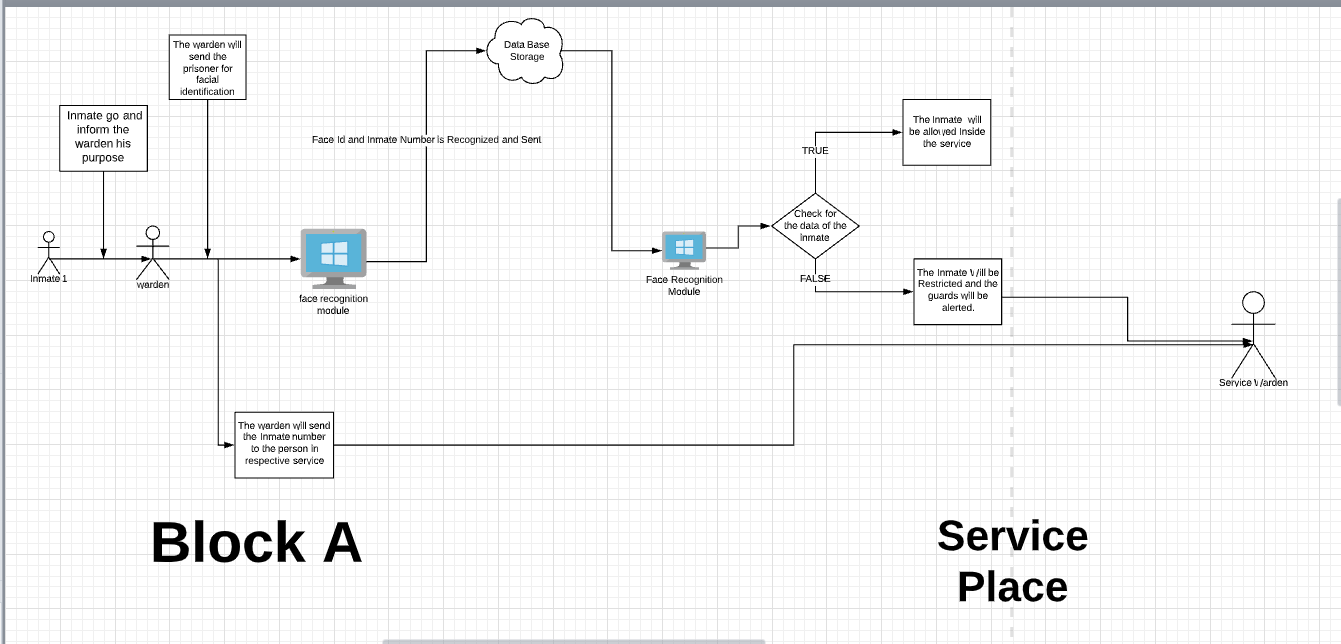 The warden will
send the
prisoner for
facial
identification
Inmate go and
inform the
warden his
purpose
Data Base
Storage
Face Id and Inmate Number is Recognized and Sent
Inmate 1
warden
face recognition
module
Face Recognition
Module
Check for
the data of the
inmate
TRUE
The Inmate will
be allowed Inside
the service
FALSE
The Inmate Will be
Restricted and the
guards will be
alerted.
Service Warden
The warden will send
the Inmate number
to the person in
respective service
Block A
Service
Place